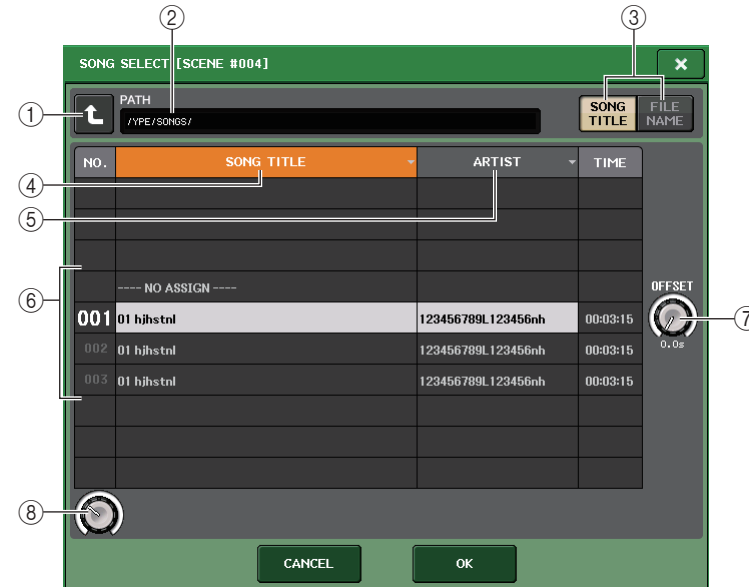 ② ③
SONG SELECT [SCENE #004]
①
PATH
/YPE/SONGS/
SONG TITLE
FILE NAME
NO. SONG TITLE ARTIST TIME
④
⑤
⑥
---- NO ASSIGN ----
OFFSET
001 01 hjhstnl 123456789L123456nh 00:03:15
⑦
0.0s
002 01 hjhstnl 123456789L123456nh 00:03:15
003 01 hjhstnl 123456789L123456nh 00:03:15
⑧
CANCEL OK